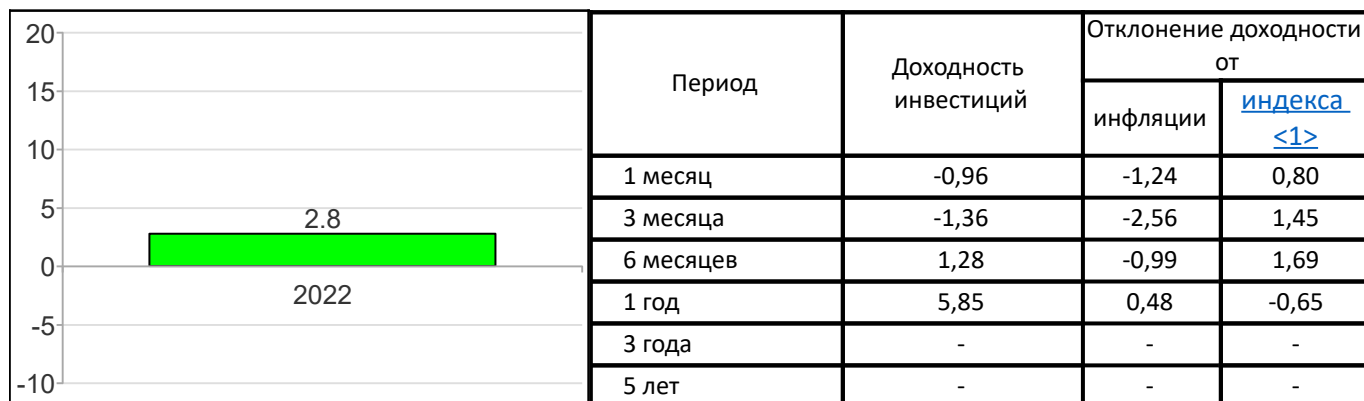 20
15
10
5
0
-5
-10
2.8
2022
Период
Доходность
инвестиций
Отклонение доходности
от
инфляции
индекса
<1>
1 месяц -0,96 -1,24 0,80
3 месяца -1,36 -2,56 1,45
6 месяцев 1,28 -0,99 1,69
1 год 5,85 0,48 -0,65
3 года - - -
5 лет - - -